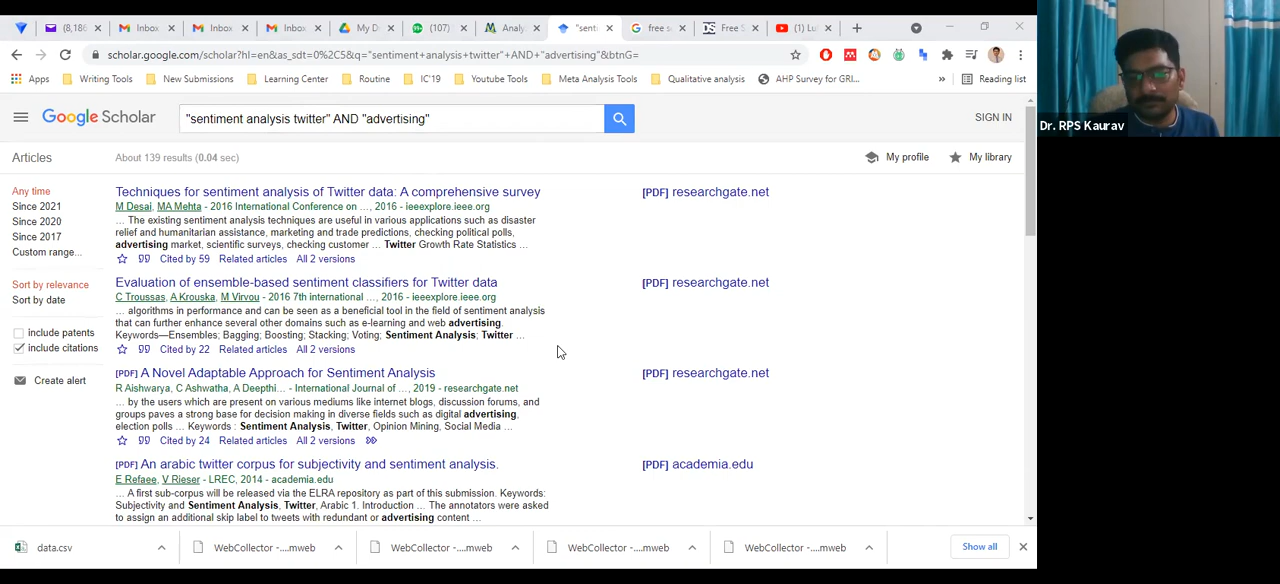 (8,186
Inbox
Inbox
Inbox
My D
(107)
Analy
"senti
free s
Free S
(1) Lu
scholar.google.com/scholar?hl=en&as_sdt=0%2C5&q="sentiment+analysis+twitter"+AND+"advertising"&btnG=
Apps
Writing Tools
New Submissions
Learning Center
Routine
IC'19
Youtube Tools
Meta Analysis Tools
Qualitative analysis
AHP Survey for GRI...
»
Reading list
Dr. RPS Kaurav
Google Scholar
"sentiment analysis twitter" AND "advertising"
SIGN IN
Articles
About 139 results (0.04 sec)
My profile
My library
Any time
Since 2021
Since 2020
Since 2017
Custom range...
Sort by relevance
Sort by date
include patents
include citations
Create alert
Techniques for sentiment analysis of Twitter data: A comprehensive survey
[PDF] researchgate.net
M Desai, MA Mehta - 2016 International Conference on ..., 2016 - ieeexplore.ieee.org
... The existing sentiment analysis techniques are useful in various applications such as disaster
relief and humanitarian assistance, marketing and trade predictions, checking political polls,
advertising market, scientific surveys, checking customer ... Twitter Growth Rate Statistics ...
Cited by 59 Related articles All 2 versions
Evaluation of ensemble-based sentiment classifiers for Twitter data
[PDF] researchgate.net
C Troussas, A Krouska, M Virvou - 2016 7th international ..., 2016 - ieeexplore.ieee.org
... algorithms in performance and can be seen as a beneficial tool in the field of sentiment analysis
that can further enhance several other domains such as e-learning and web advertising.
Keywords—Ensembles; Bagging; Boosting; Stacking; Voting; Sentiment Analysis; Twitter ...
Cited by 22 Related articles All 2 versions
[PDF] A Novel Adaptable Approach for Sentiment Analysis
[PDF] researchgate.net
R Aishwarya, C Ashwatha, A Deepthi... - International Journal of ..., 2019 - researchgate.net
... by the users which are present on various mediums like internet blogs, discussion forums, and
groups paves a strong base for decision making in diverse fields such as digital advertising,
election polls ... Keywords : Sentiment Analysis, Twitter, Opinion Mining, Social Media ...
Cited by 24 Related articles All 2 versions
[PDF] An arabic twitter corpus for subjectivity and sentiment analysis.
[PDF] academia.edu
E Refaee, V Rieser - LREC, 2014 - academia.edu
... A first sub-corpus will be released via the ELRA repository as part of this submission. Keywords:
Subjectivity and Sentiment Analysis, Twitter, Arabic 1. Introduction ... The annotators were asked
to assign an additional skip label to tweets with redundant or advertising content ...
data.csv
WebCollector -....mweb
WebCollector -....mweb
WebCollector -....mweb
WebCollector -....mweb
Show all